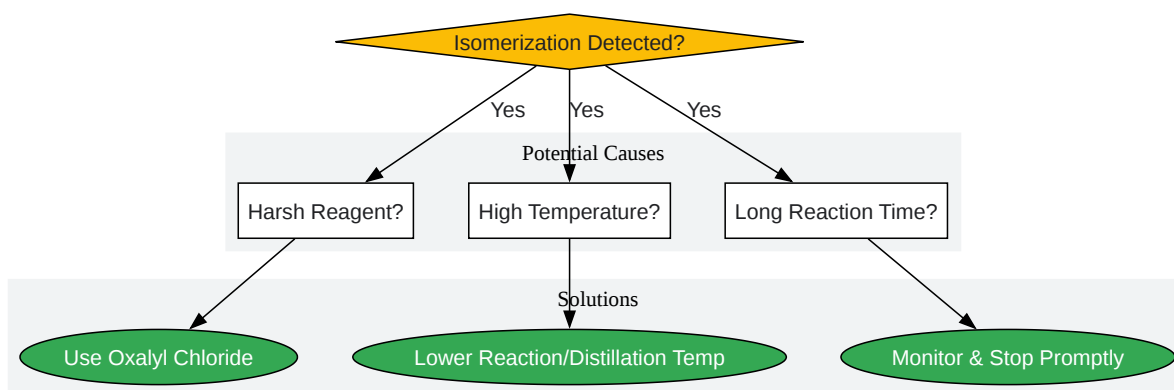 Isomerization Detected?
Yes
Yes
Yes
Potential Causes
Harsh Reagent?
High Temperature?
Long Reaction Time?
Solutions
Use Oxalyl Chloride
Lower Reaction/Distillation Temp
Monitor & Stop Promptly